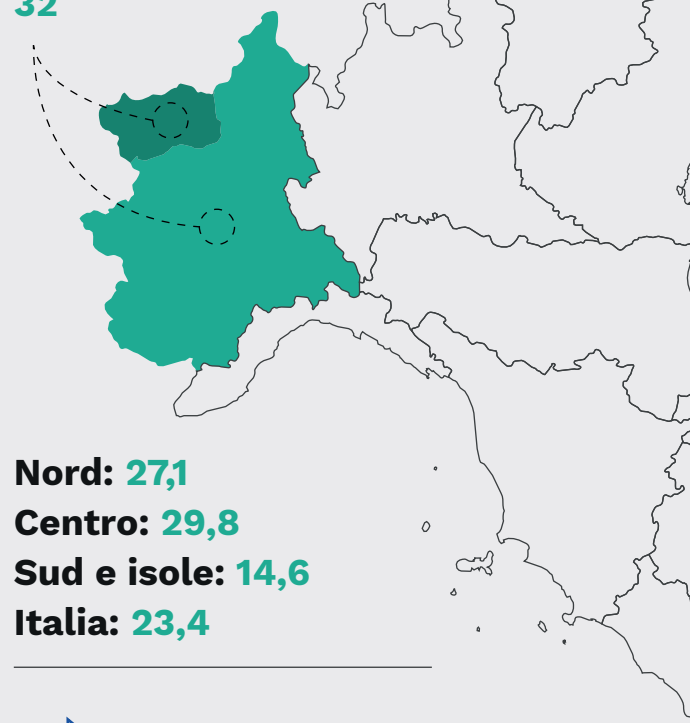 32
Nord: 27,1
Centro: 29,8
Sud e isole: 14,6
Italia: 23,4